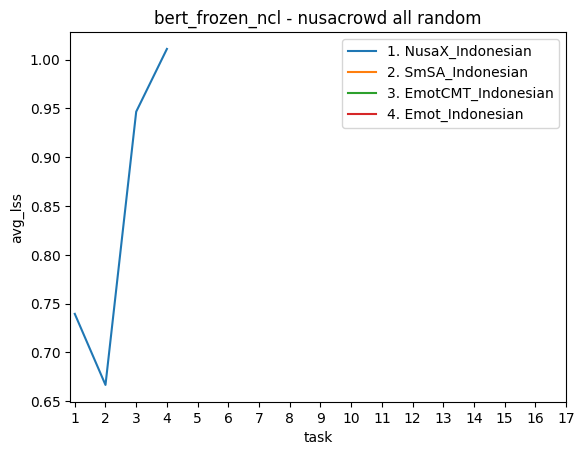 bert_frozen_ncl - nusacrowd all random
1. NusaX_Indonesian
2. SmSA_Indonesian
3. EmotCMT_Indonesian
4. Emot_Indonesian
avg_lss
1.00
0.95
0.90
0.85
0.80
0.75
0.70
0.65
1 2 3 4 5 6 7 8 9 10 11 12 13 14 15 16 17
task